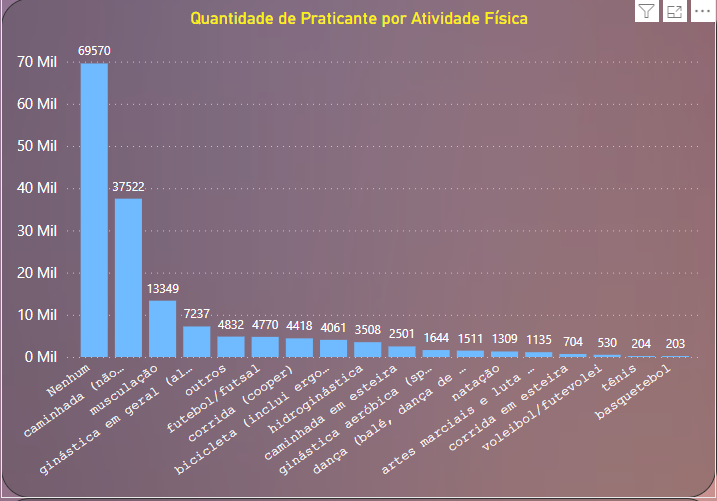 Quantidade de Praticante por Atividade Física
70 Mil
60 Mil
50 Mil
40 Mil
30 Mil
20 Mil
10 Mil
0 Mil
69570
37522
13349
7237
4832
4770
4418
4061
3508
2501
1644
1511
1309
1135
704
530
204
203
Nenhum
caminhada (não…
musculação
ginástica em geral (al…
outros
futebol/futsal
corrida (cooper)
bicicleta (inclui ergo…
hidroginástica
caminhada em esteira
ginástica aeróbica (sp…
dança (balé, dança de …
natação
artes marciais e luta …
corrida em esteira
voleibol/futevolei
tênis
basquetebol